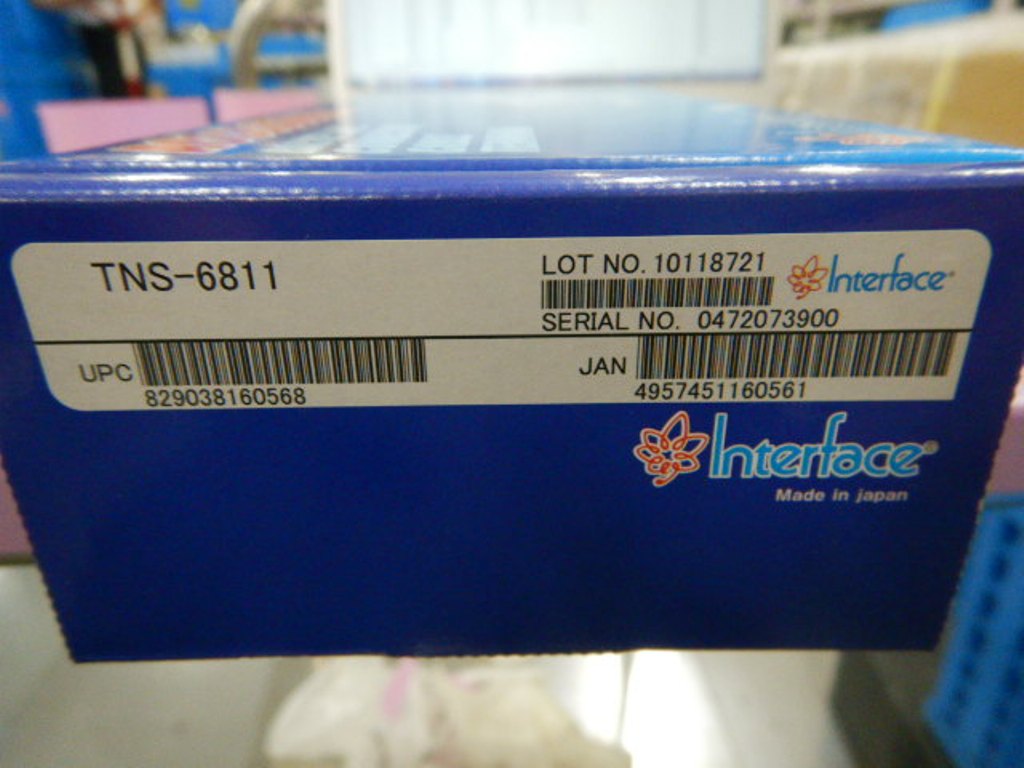 TNS-6811
LOT NO. 10118721
Interface®
SERIAL NO. 0472073900
UPC
829038160568
JAN
4957451160561
Interface®
Made in japan